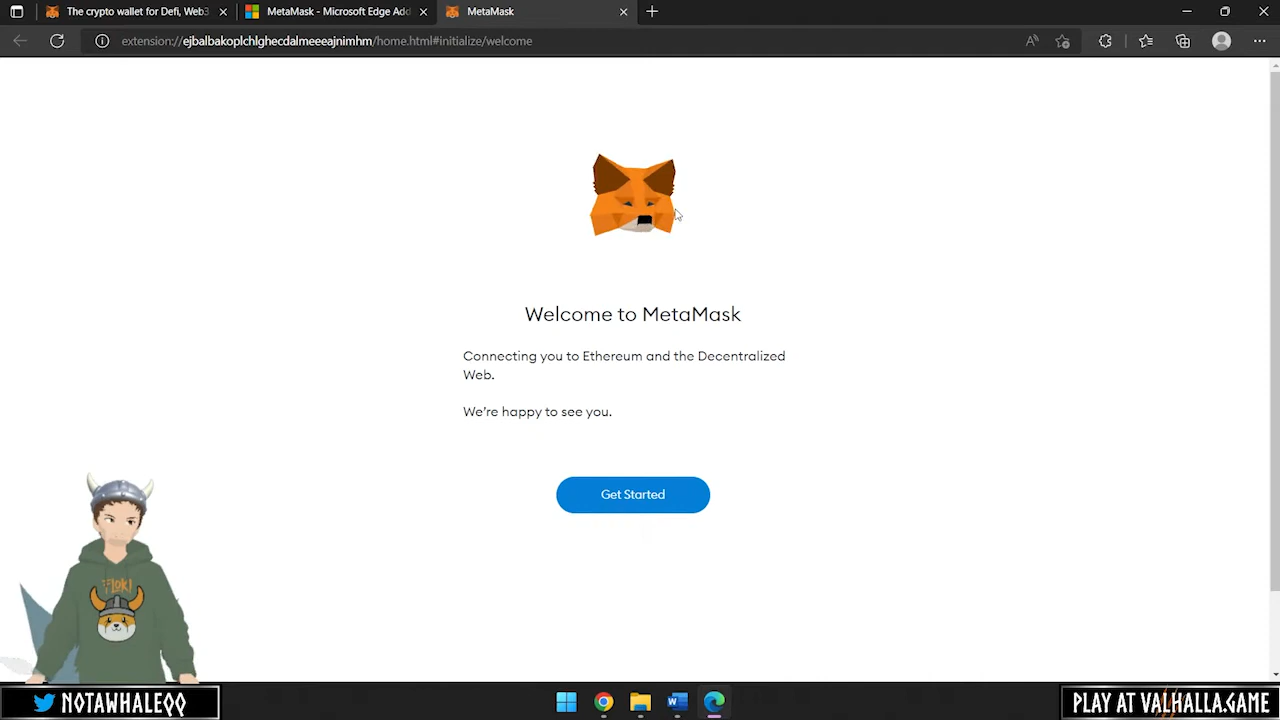 The crypto wallet for Defi, Web3
MetaMask - Microsoft Edge Add
MetaMask
extension://ejbalbakoplchlghecdalmeeeajnimhm/home.html#initialize/welcome
Welcome to MetaMask
Connecting you to Ethereum and the Decentralized
Web.
We're happy to see you.
Get Started
FLOKI
NOTAWHALEQQ
PLAY AT VALHALLA.GAME